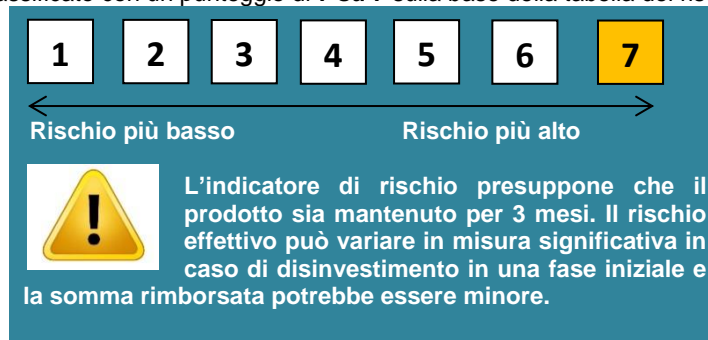 1 2 3 4 5 6 7
Rischio più basso Rischio più alto
L'indicatore di rischio presuppone che il
prodotto sia mantenuto per 3 mesi. Il rischio
effettivo può variare in misura significativa in
caso di disinvestimento in una fase iniziale e
la somma rimborsata potrebbe essere minore.